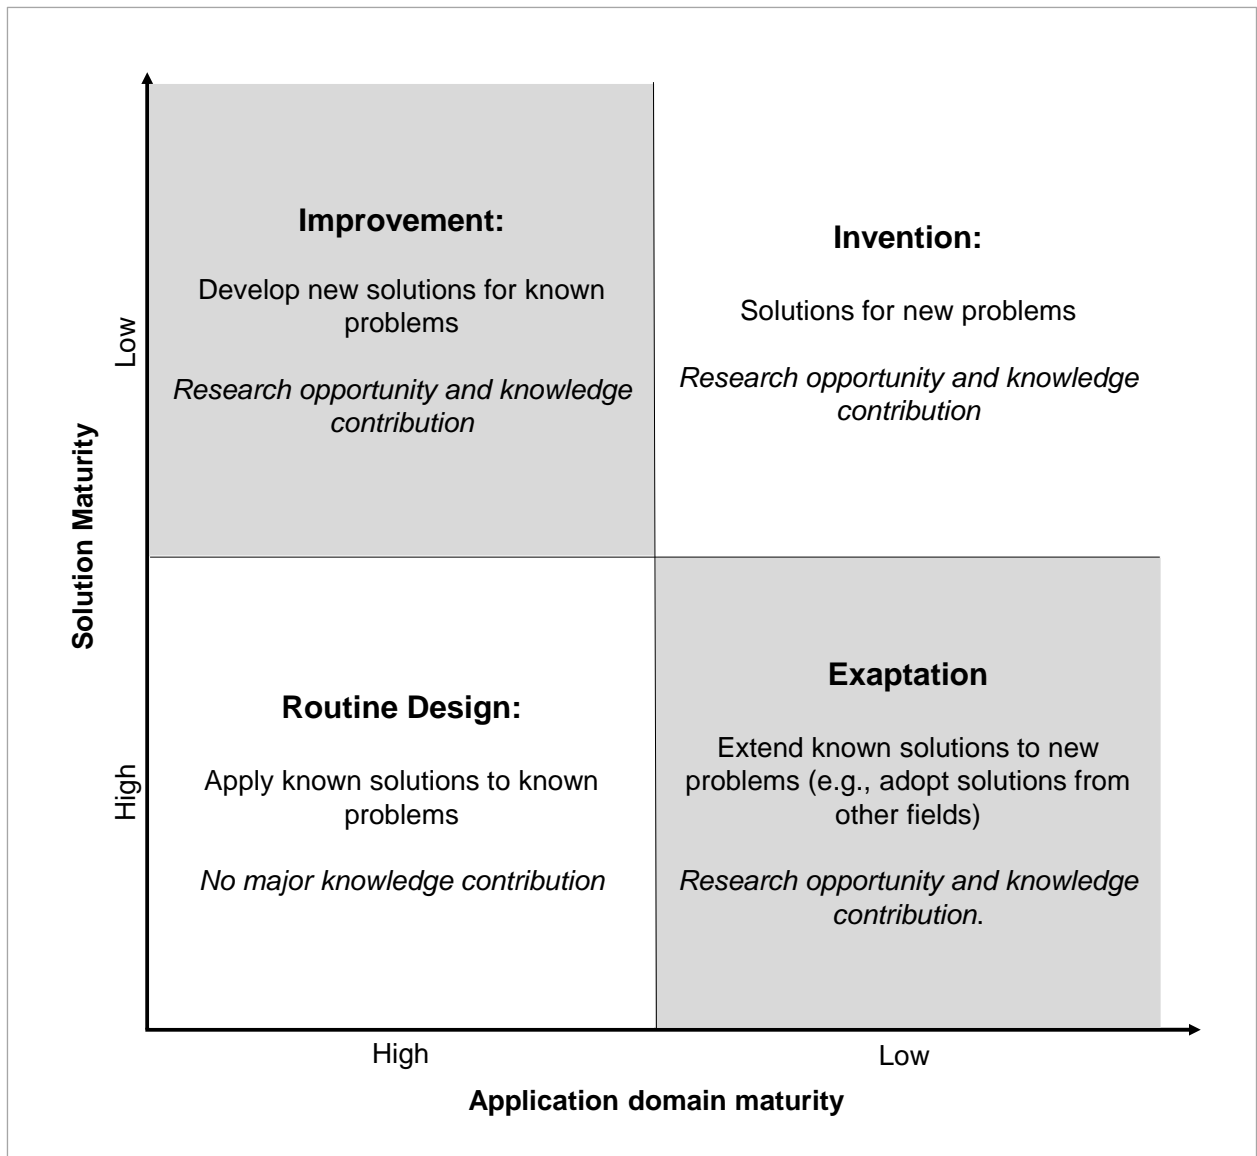 Improvement:
Develop new solutions for known
problems
Research opportunity and knowledge
contribution
Invention:
Solutions for new problems
Research opportunity and knowledge
contribution
Routine Design:
Apply known solutions to known
problems
No major knowledge contribution
Exaptation
Extend known solutions to new
problems (e.g., adopt solutions from
other fields)
Research opportunity and knowledge
contribution.
Solution Maturity
Low
High
High
Low
Application domain maturity